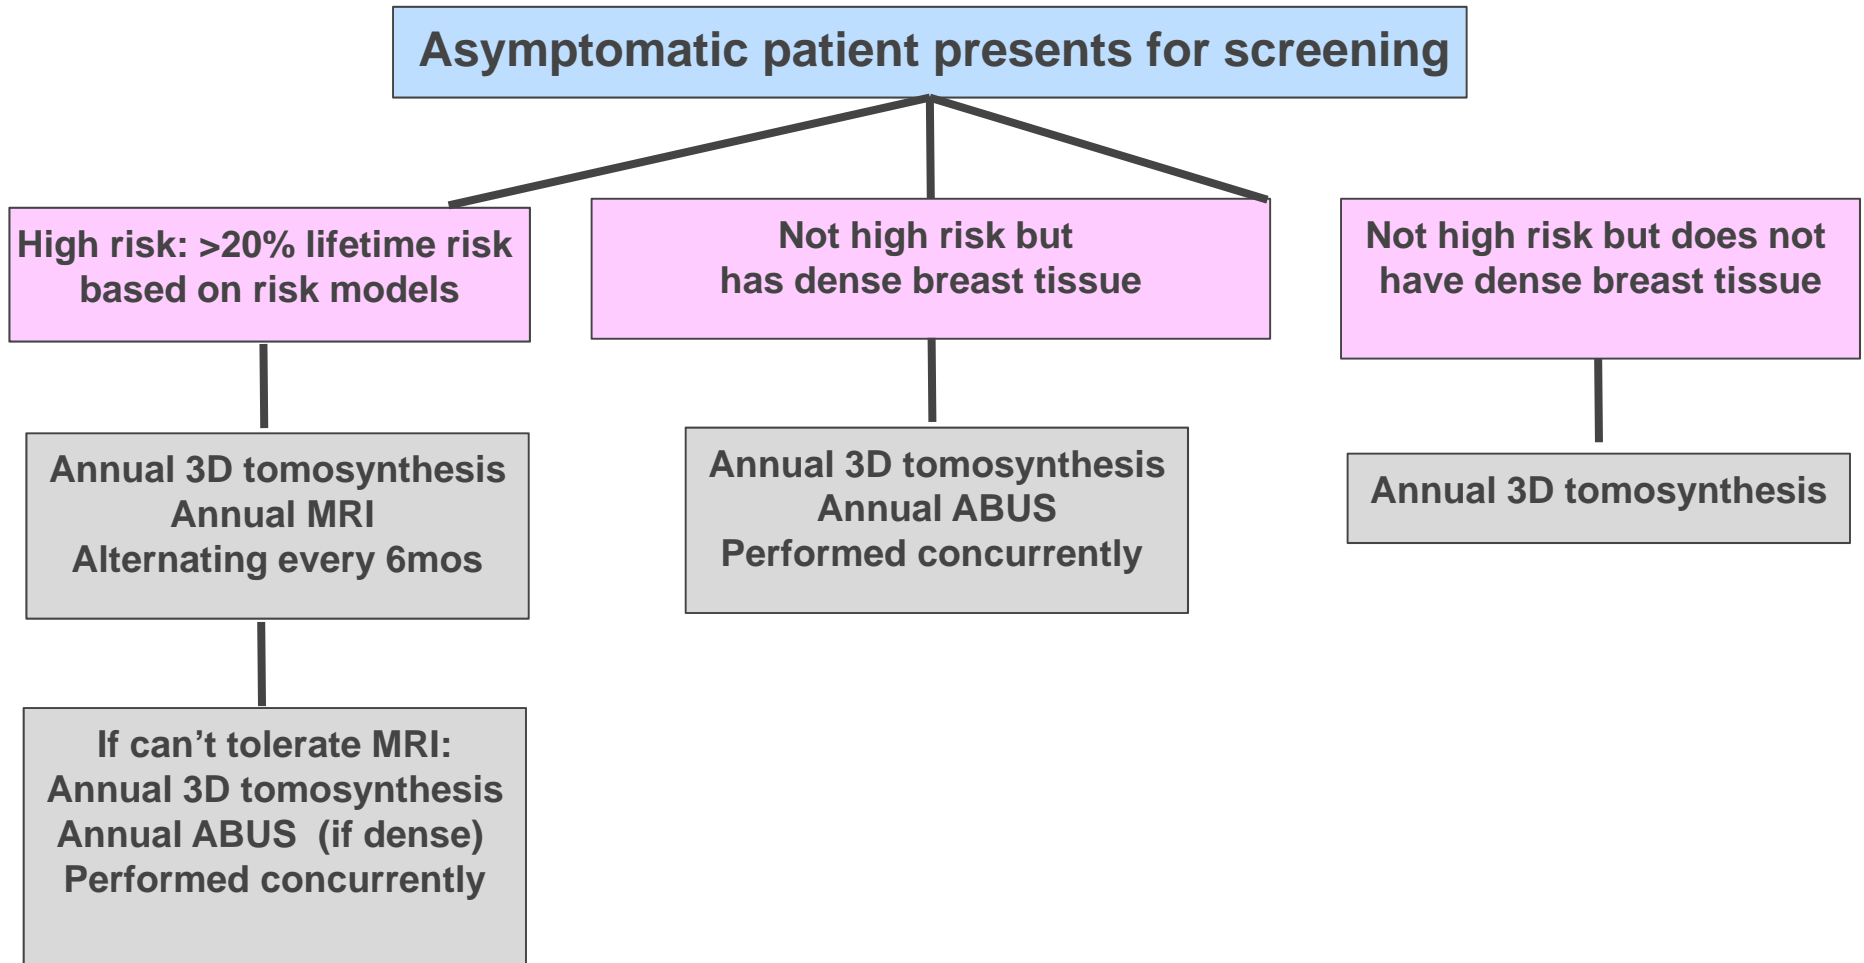 Asymptomatic patient presents for screening
High risk: >20% lifetime risk
based on risk models
Not high risk but
has dense breast tissue
Not high risk but does not
have dense breast tissue
Annual 3D tomosynthesis
Annual MRI
Alternating every 6mos
Annual 3D tomosynthesis
Annual ABUS
Performed concurrently
Annual 3D tomosynthesis
If can’t tolerate MRI:
Annual 3D tomosynthesis
Annual ABUS (if dense)
Performed concurrently